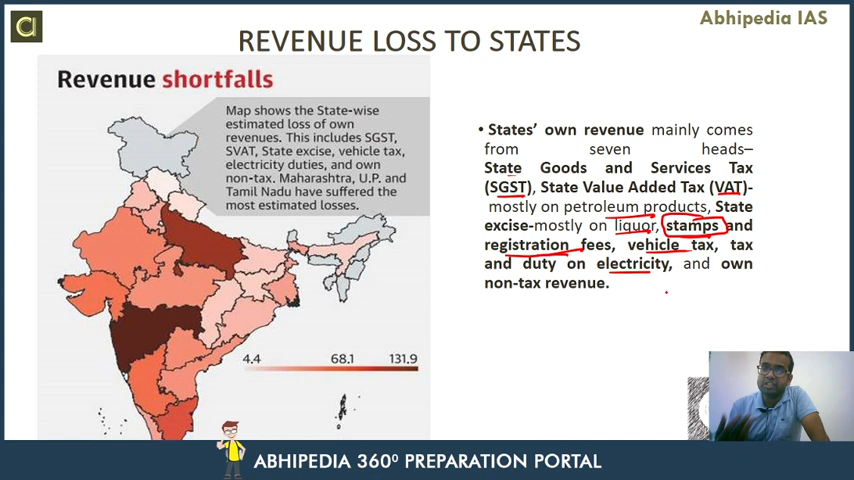 Abhipedia IAS
REVENUE LOSS TO STATES
Revenue shortfalls
Map shows the State-wise
estimated loss of own
revenues. This includes SGST,
SVAT, State excise, vehicle tax,
electricity duties, and own
non-tax. Maharashtra, U.P. and
Tamil Nadu have suffered the
most estimated losses.
4.4 68.1 131.9
• States’ own revenue mainly comes
from seven heads–
State Goods and Services Tax
(SGST), State Value Added Tax (VAT)-
mostly on petroleum products, State
excise-mostly on liquor, stamps and
registration fees, vehicle tax, tax
and duty on electricity, and own
non-tax revenue.
ABHIPEDIA 360⁰ PREPARATION PORTAL